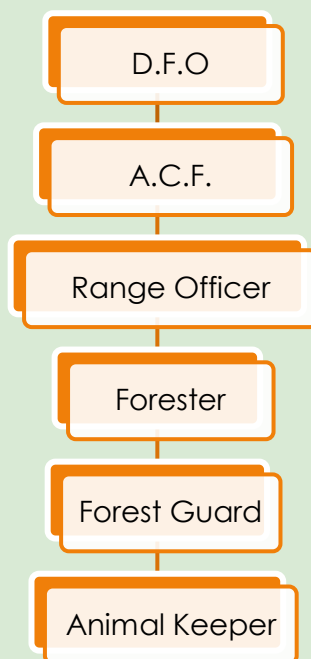 D.F.O
A.C.F.
Range Officer
Forester
Forest Guard
Animal Keeper